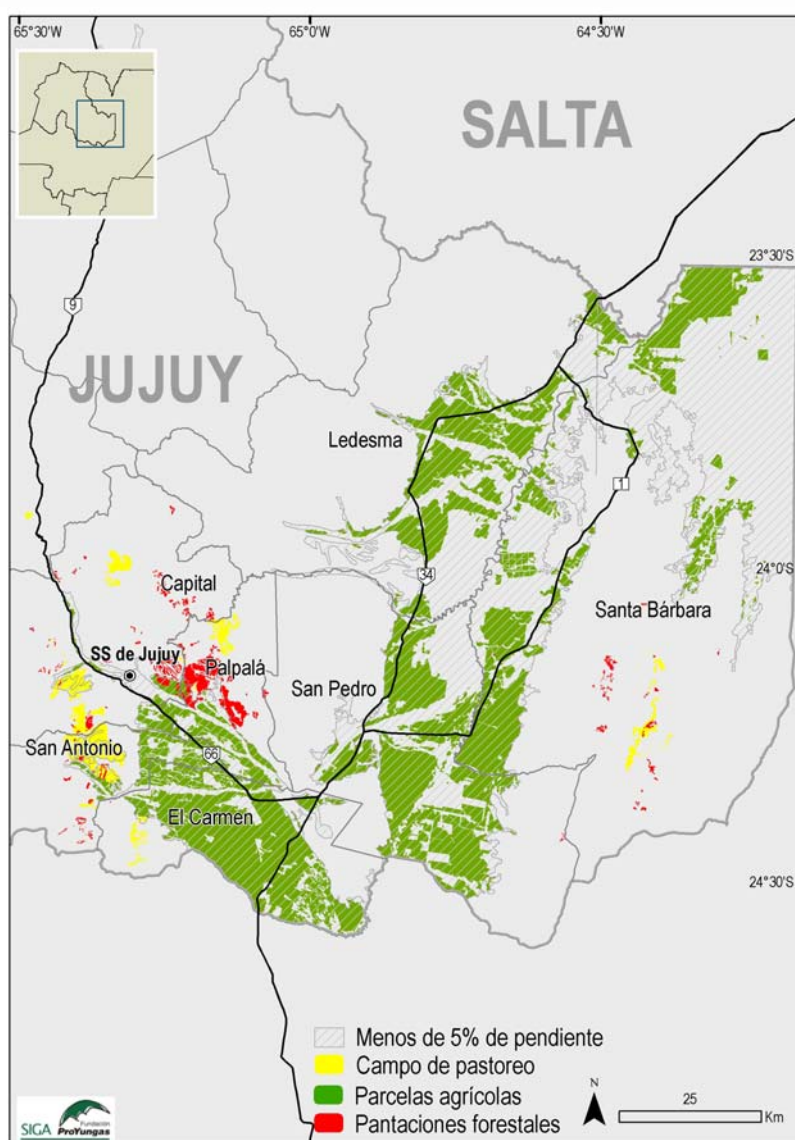 65°30'W
65°0'W
64°30'W
SALTA
23°30'S
9
JUJUY
Ledesma
1
34
24°0'S
Capital
Santa Bárbara
SS de Jujuy
Palpalá
San Pedro
San Antonio
66
El Carmen
24°30'S
Menos de 5% de pendiente
Campo de pastoreo
Parcelas agrícolas
Pantaciones forestales
N
25
Km
SIGA
Fundación
ProYungas